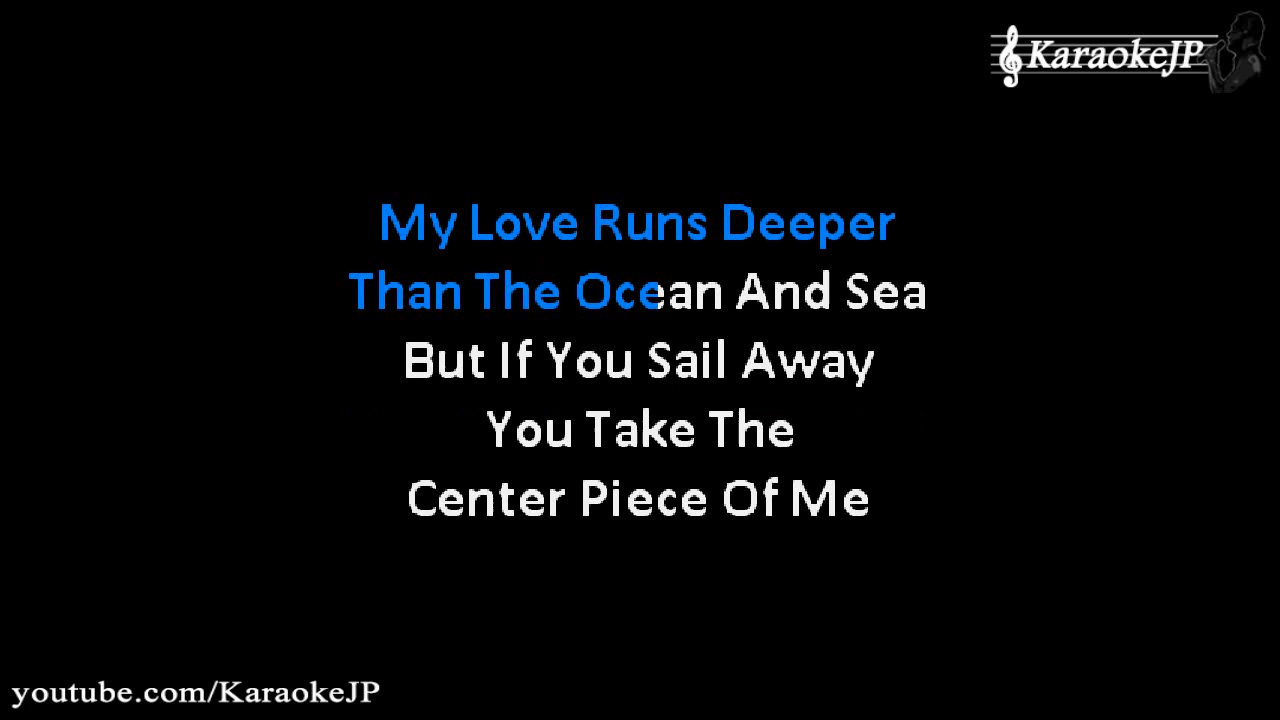 KaraokeJP
My Love Runs Deeper
Than The Ocean And Sea
But If You Sail Away
You Take The
Center Piece Of Me
youtube.com/KaraokeJP